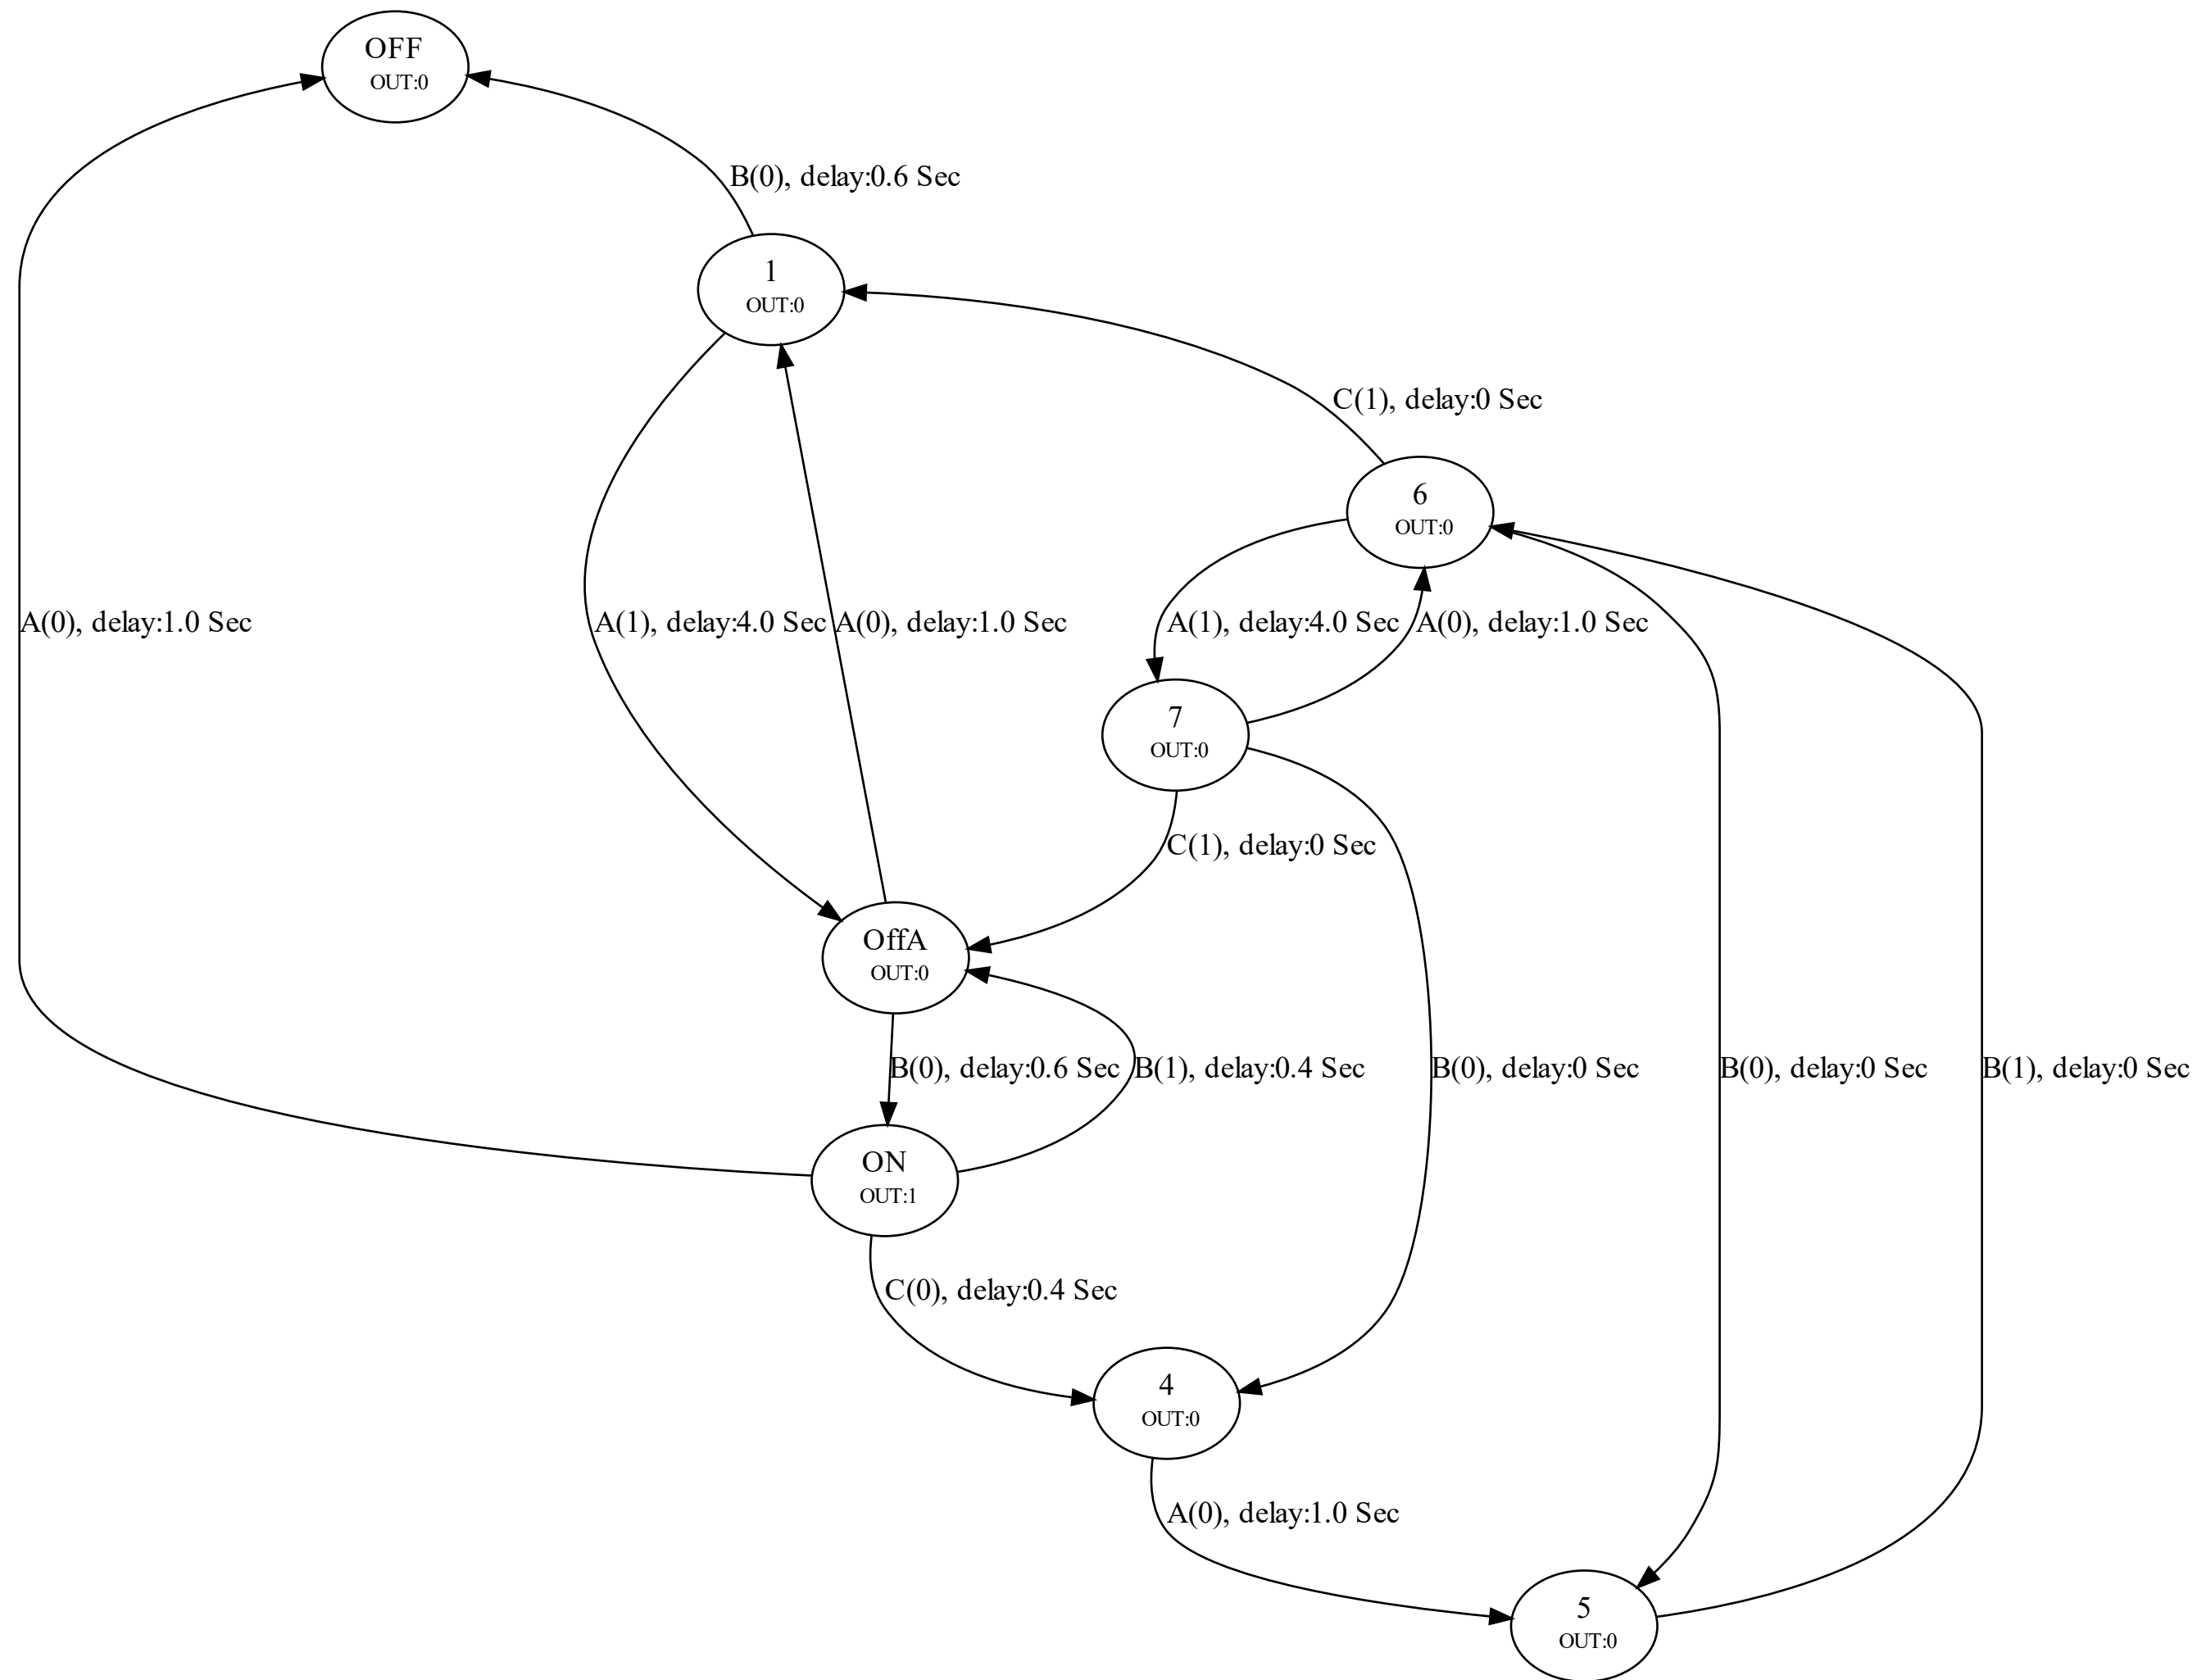 OFF
OUT:0
B(0), delay:0.6 Sec
1
OUT:0
C(1), delay:0 Sec
6
OUT:0
A(0), delay:1.0 Sec
A(1), delay:4.0 Sec
A(0), delay:1.0 Sec
A(1), delay:4.0 Sec
A(0), delay:1.0 Sec
7
OUT:0
C(1), delay:0 Sec
OffA
OUT:0
B(0), delay:0.6 Sec
B(1), delay:0.4 Sec
B(0), delay:0 Sec
B(0), delay:0 Sec
B(1), delay:0 Sec
ON
OUT:1
C(0), delay:0.4 Sec
4
OUT:0
A(0), delay:1.0 Sec
5
OUT:0